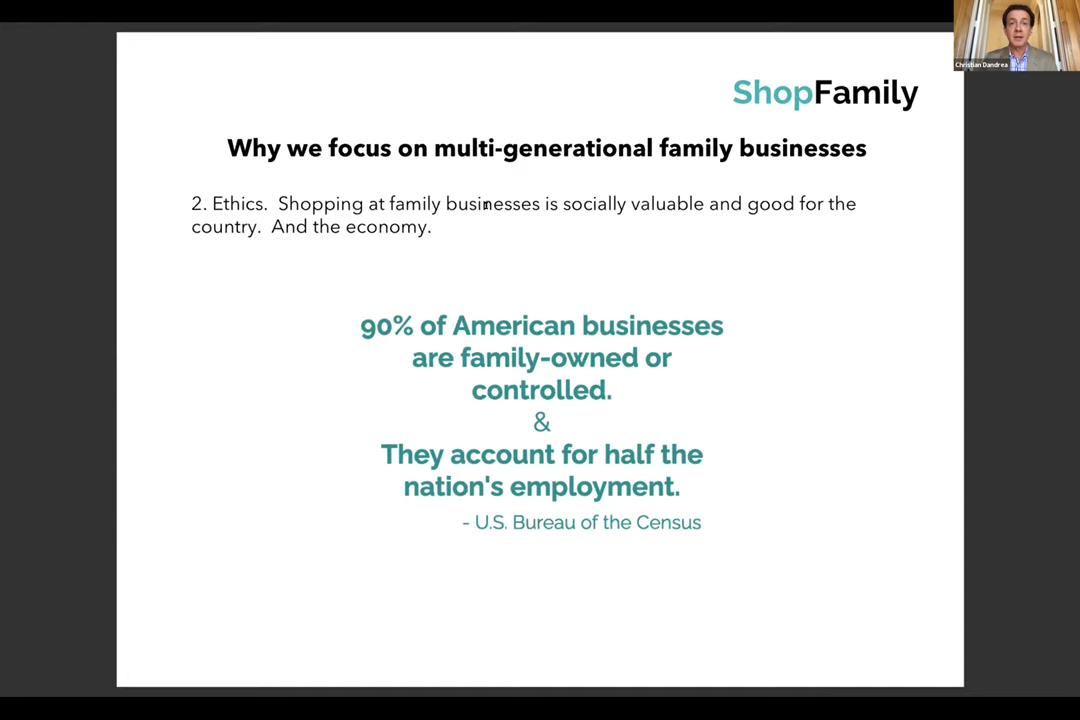 Christian Dandrea
ShopFamily
Why we focus on multi-generational family businesses
2. Ethics.  Shopping at family businesses is socially valuable and good for the
country.  And the economy.
90% of American businesses
are family-owned or
controlled.
&
They account for half the
nation's employment.
- U.S. Bureau of the Census